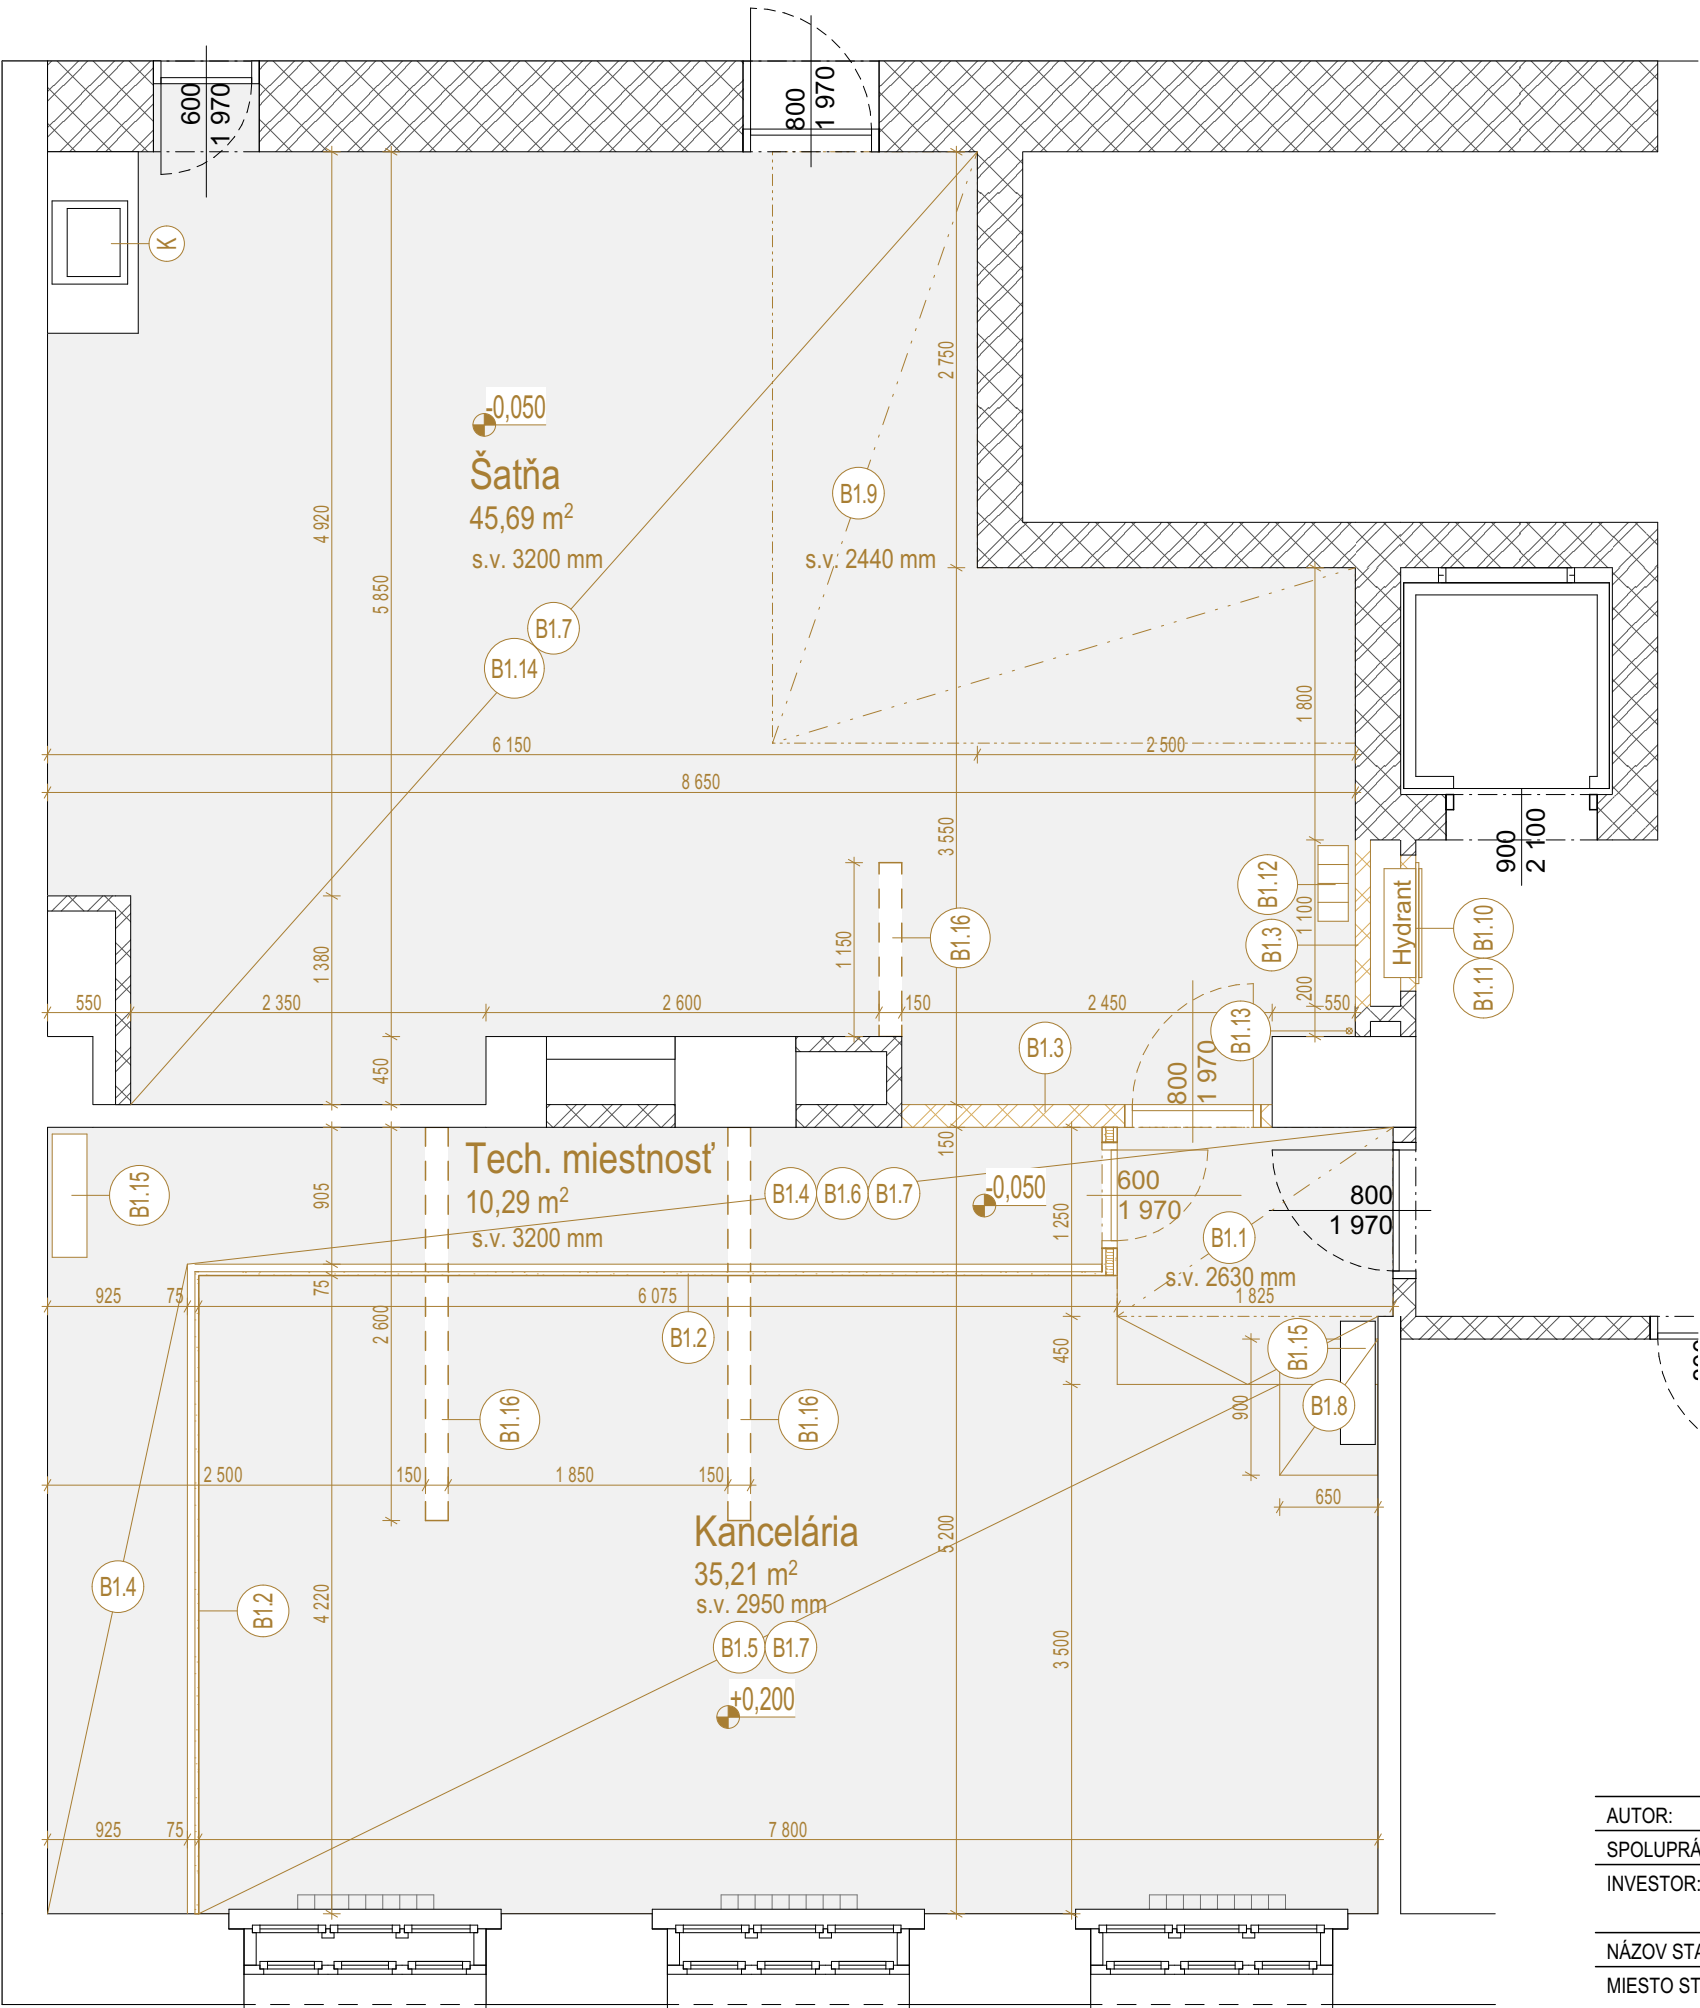 600
1 970
800
1 970
K
2 750
-0,050
Šatňa
45,69 m²
s.v. 3200 mm
B1.9
s.v. 2440 mm
4 920
5 850
B1.7
B1.14
1 800
6 150
2 500
8 650
3 550
900
2 100
B1.12
1 100
B1.3
Hydrant
B1.10
B1.11
B1.16
1 150
1 380
200
550
2 350
2 600
150
2 450
550
B1.13
B1.3
450
800
1 970
Tech. miestnosť
10,29 m²
s.v. 3200 mm
B1.15
905
B1.4
B1.6
B1.7
-0,050
150
1 250
600
1 970
800
1 970
B1.1
s.v. 2630 mm
925
75
75
6 075
1 825
2 600
B1.2
450
B1.15
900
B1.8
B1.16
B1.16
2 500
150
1 850
150
650
Kancelária
35,21 m²
s.v. 2950 mm
5 200
B1.4
B1.2
4 220
B1.5
B1.7
3 500
+0,200
925
75
7 800
AUTOR:
SPOLUPRÁ
INVESTOR:
NÁZOV STA
MIESTO ST